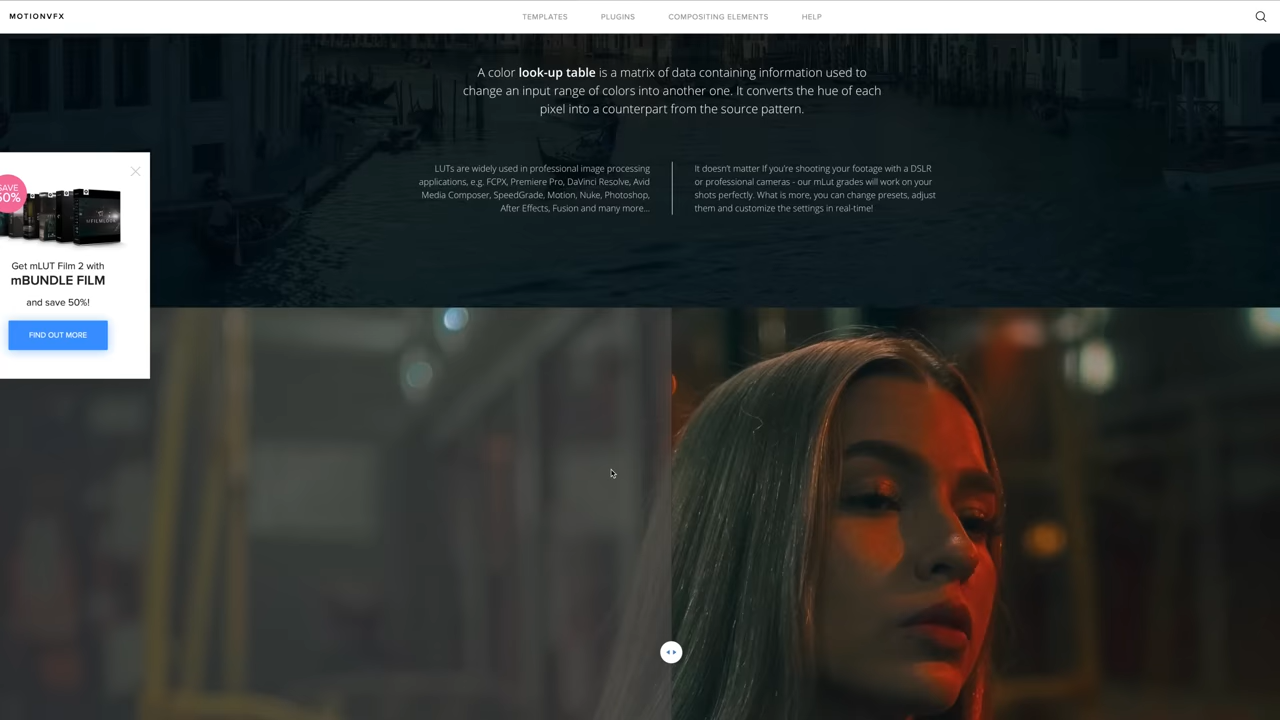 MOTIONVFX
TEMPLATES
PLUGINS
COMPOSITING ELEMENTS
HELP
A color look-up table is a matrix of data containing information used to
change an input range of colors into another one. It converts the hue of each
pixel into a counterpart from the source pattern.
LUTs are widely used in professional image processing
applications, e.g. FCPX, Premiere Pro, DaVinci Resolve, Avid
Media Composer, SpeedGrade, Motion, Nuke, Photoshop,
After Effects, Fusion and many more...
It doesn't matter If you're shooting your footage with a DSLR
or professional cameras - our mLut grades will work on your
shots perfectly. What is more, you can change presets, adjust
them and customize the settings in real-time!
SAVE
50%
Get mLUT Film 2 with
mBUNDLE FILM
and save 50%!
FIND OUT MORE